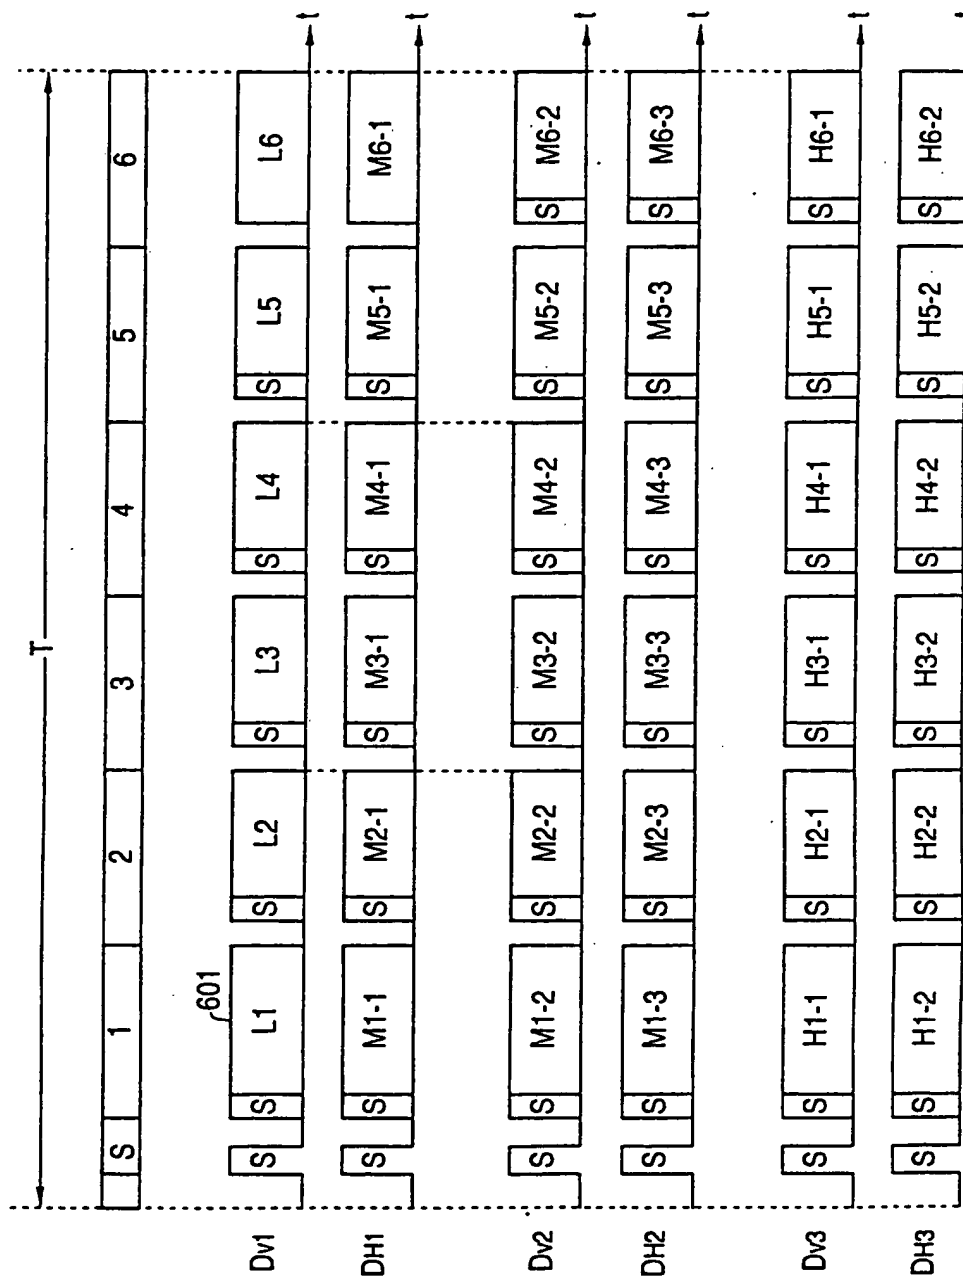 T
S 1 2 3 4 5 6
601
Dv1 S S L1 S L2 S L3 S L4 S L5 L6 t
DH1 S S M1-1 S M2-1 S M3-1 S M4-1 S M5-1 M6-1 t
Dv2 S S M1-2 S M2-2 S M3-2 S M4-2 S M5-2 S M6-2 t
DH2 S S M1-3 S M2-3 S M3-3 S M4-3 S M5-3 S M6-3 t
Dv3 S S H1-1 S H2-1 S H3-1 S H4-1 S H5-1 S H6-1 t
DH3 S S H1-2 S H2-2 S H3-2 S H4-2 S H5-2 S H6-2 t